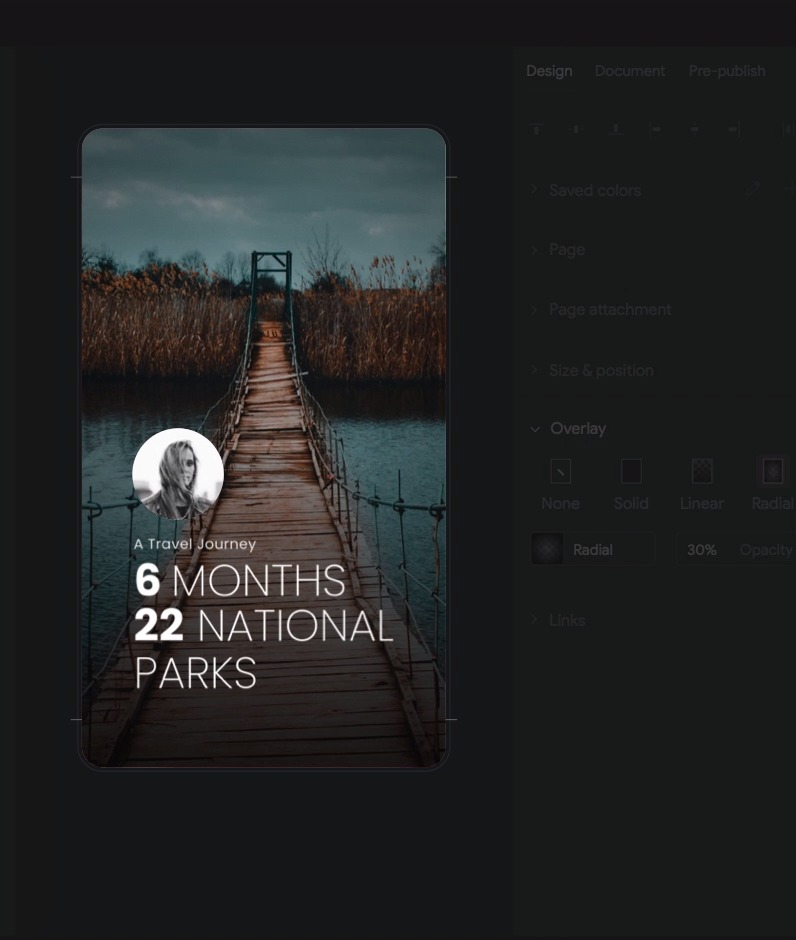 Design Document Pre-publish
Saved colors
Page
Page attachment
Size & position
Overlay
None Solid Linear Radial
Radial 30% Opacity
Links
A Travel Journey
6 MONTHS
22 NATIONAL
PARKS